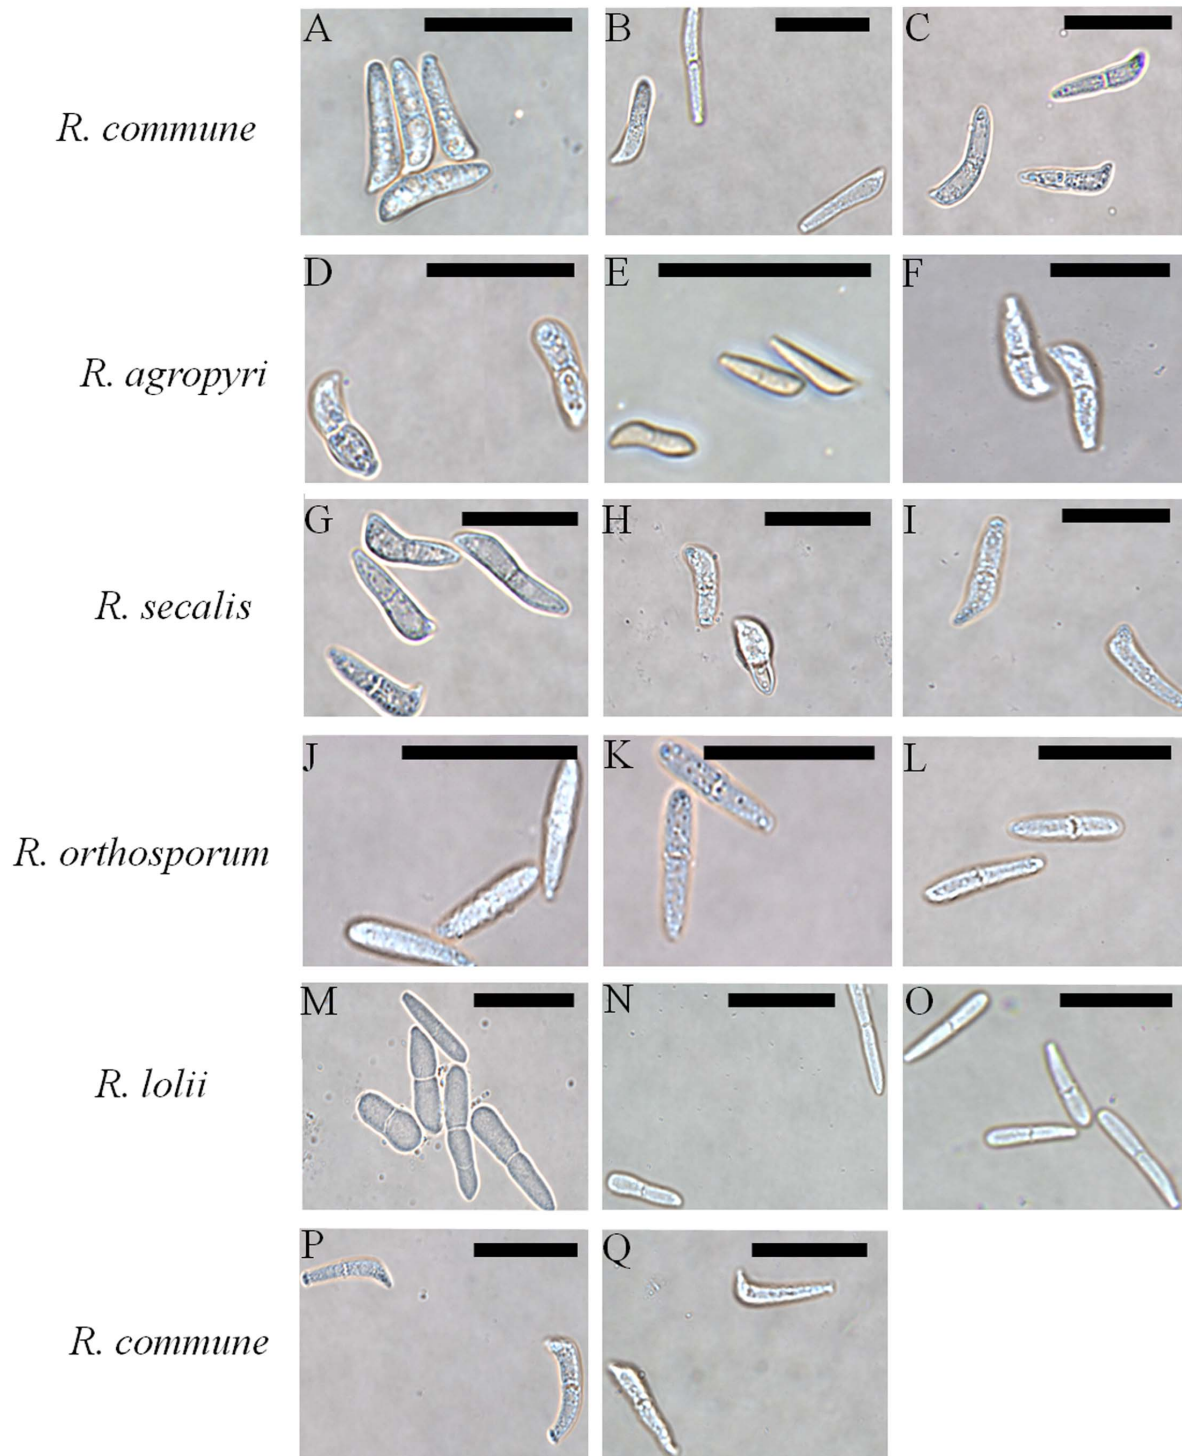 A B C
R. commune
D E F
R. agropyri
G H I
R. secalis
J K L
R. orthosporum
M N O
R. lolii
P Q
R. commune